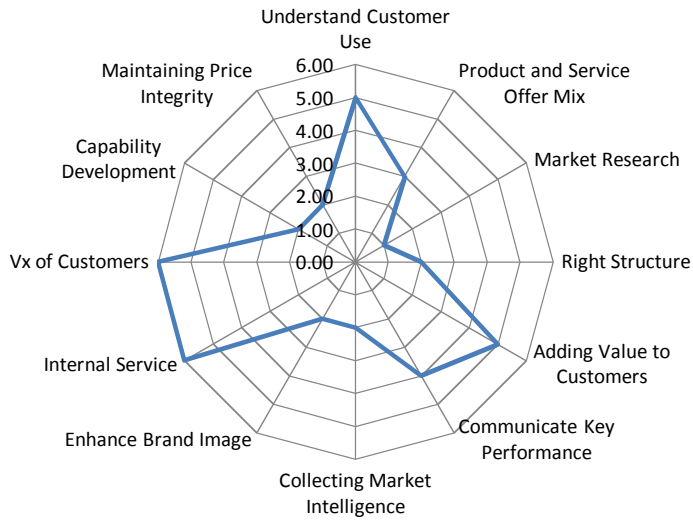 Understand Customer
Use
Maintaining Price
Integrity
Product and Service
Offer Mix
Capability
Development
Market Research
Vx of Customers
Right Structure
Internal Service
Adding Value to
Customers
Enhance Brand Image
Communicate Key
Performance
Collecting Market
Intelligence
6.00
5.00
4.00
3.00
2.00
1.00
0.00